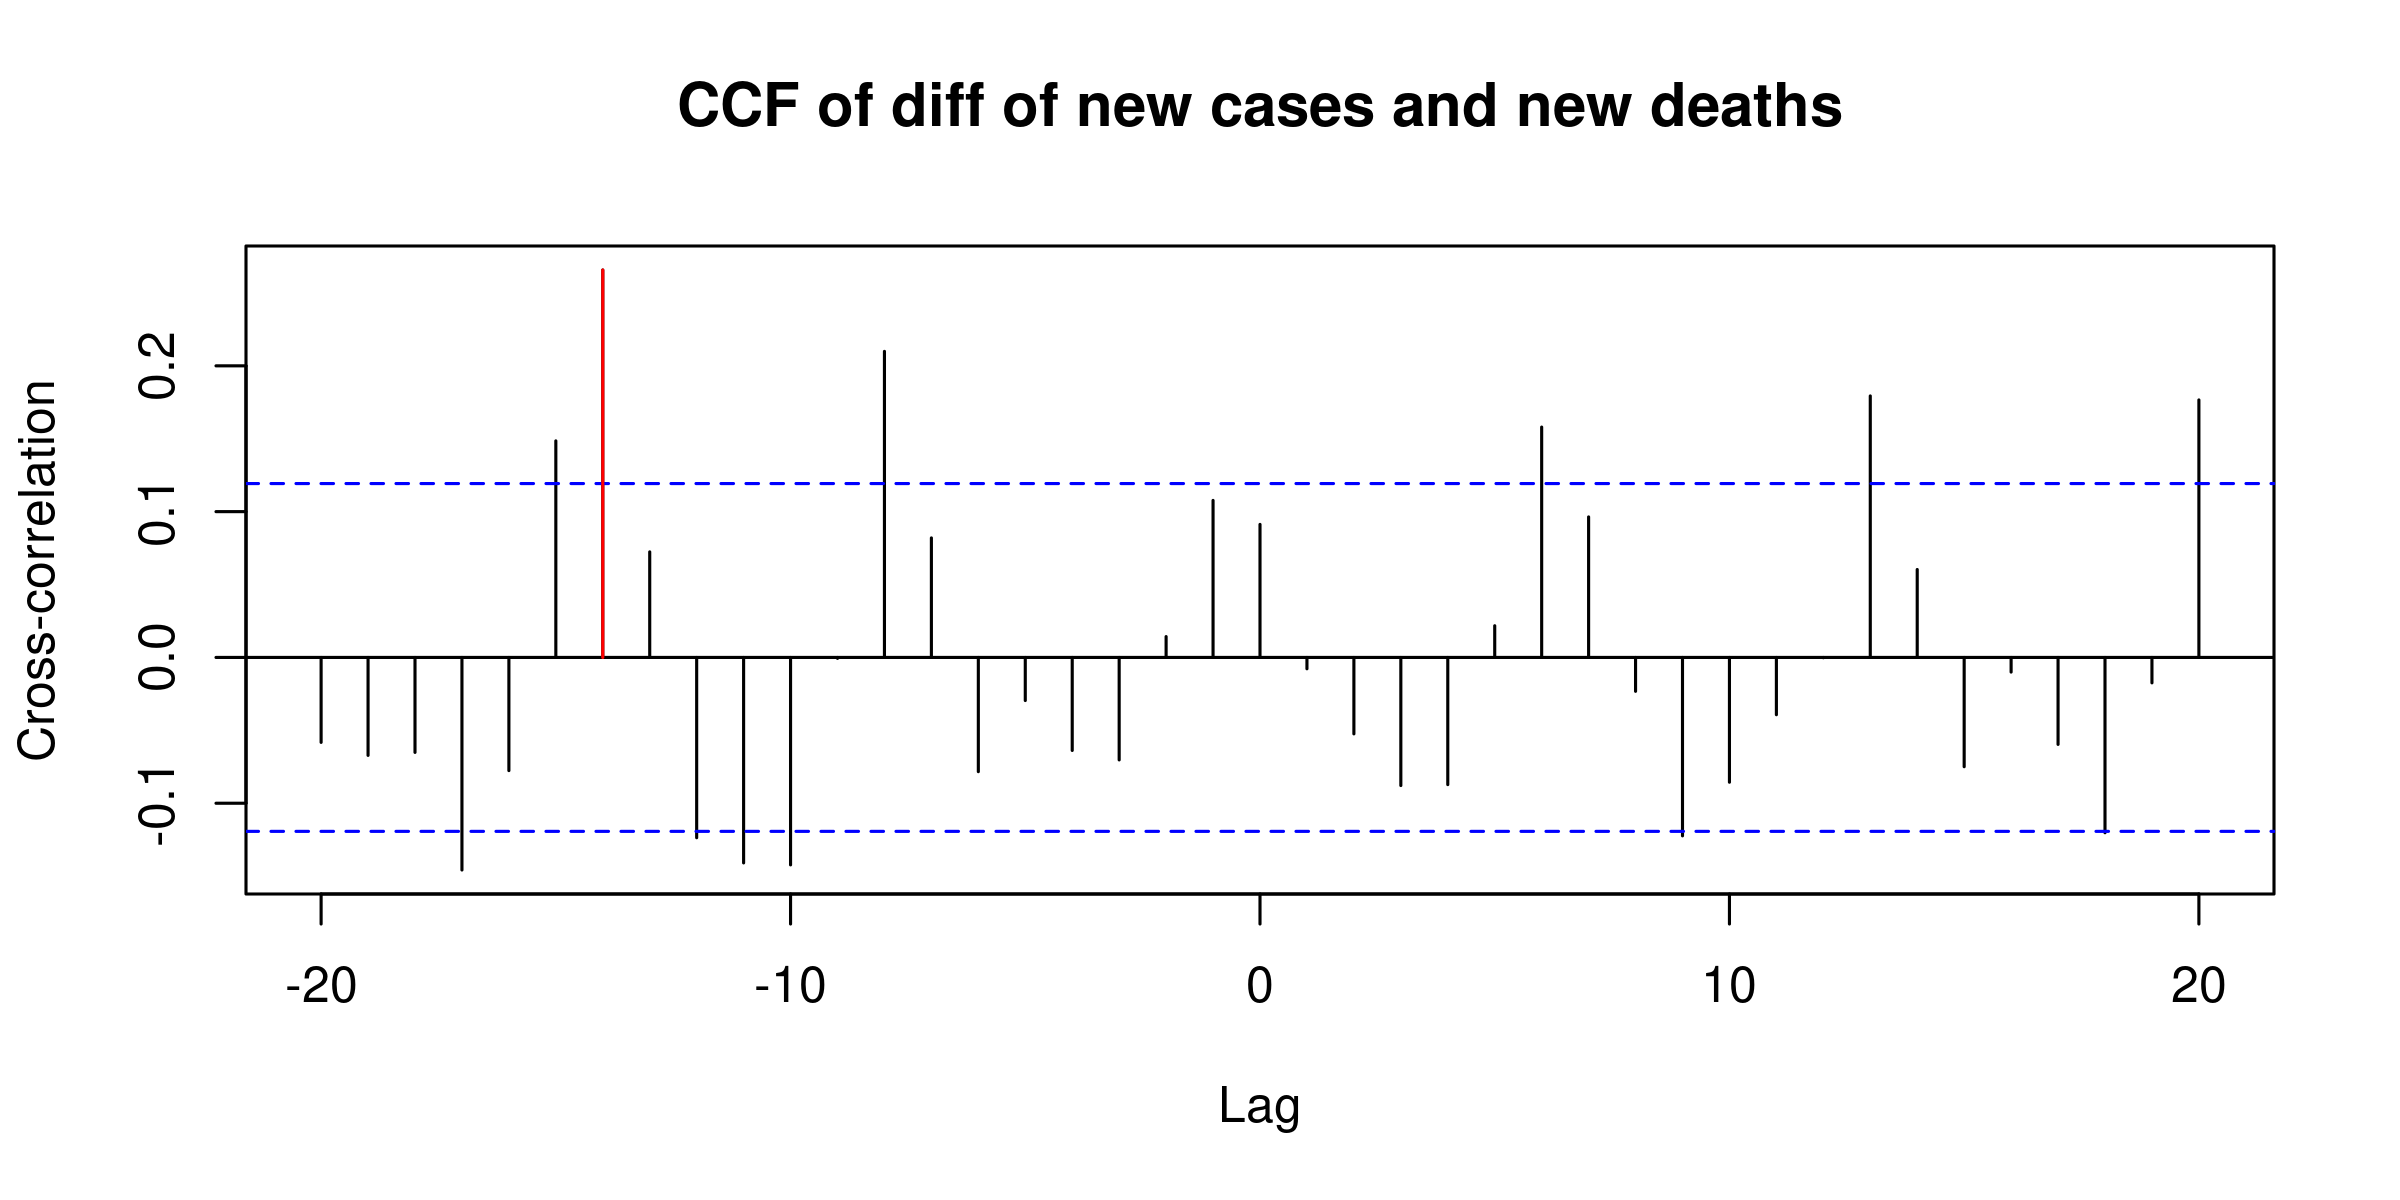 CCF of diff of new cases and new deaths
Cross-correlation
0.2
0.1
0.0
-0.1
-20 -10 0 10 20
Lag